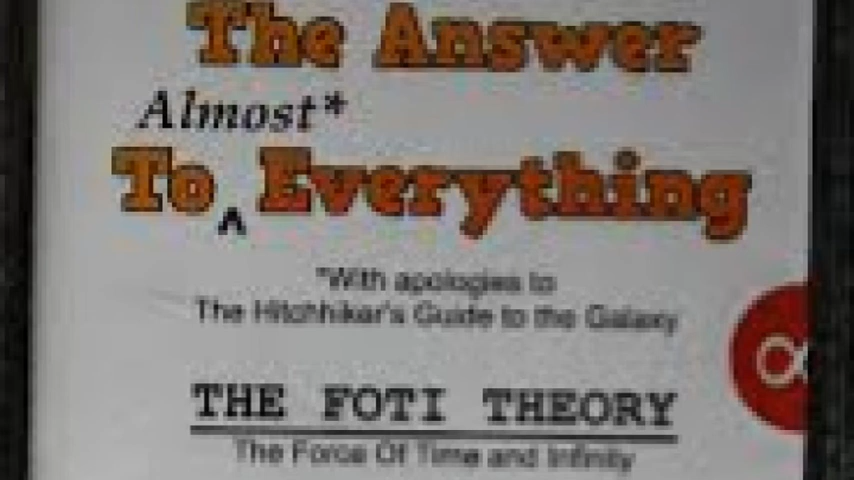 The Answer
Almost*
To ^ Everything
*With apologies to
The Hitchhikar's Guide to the Galaxy
THE FOTI THEORY
The Force Of Time and Infinity